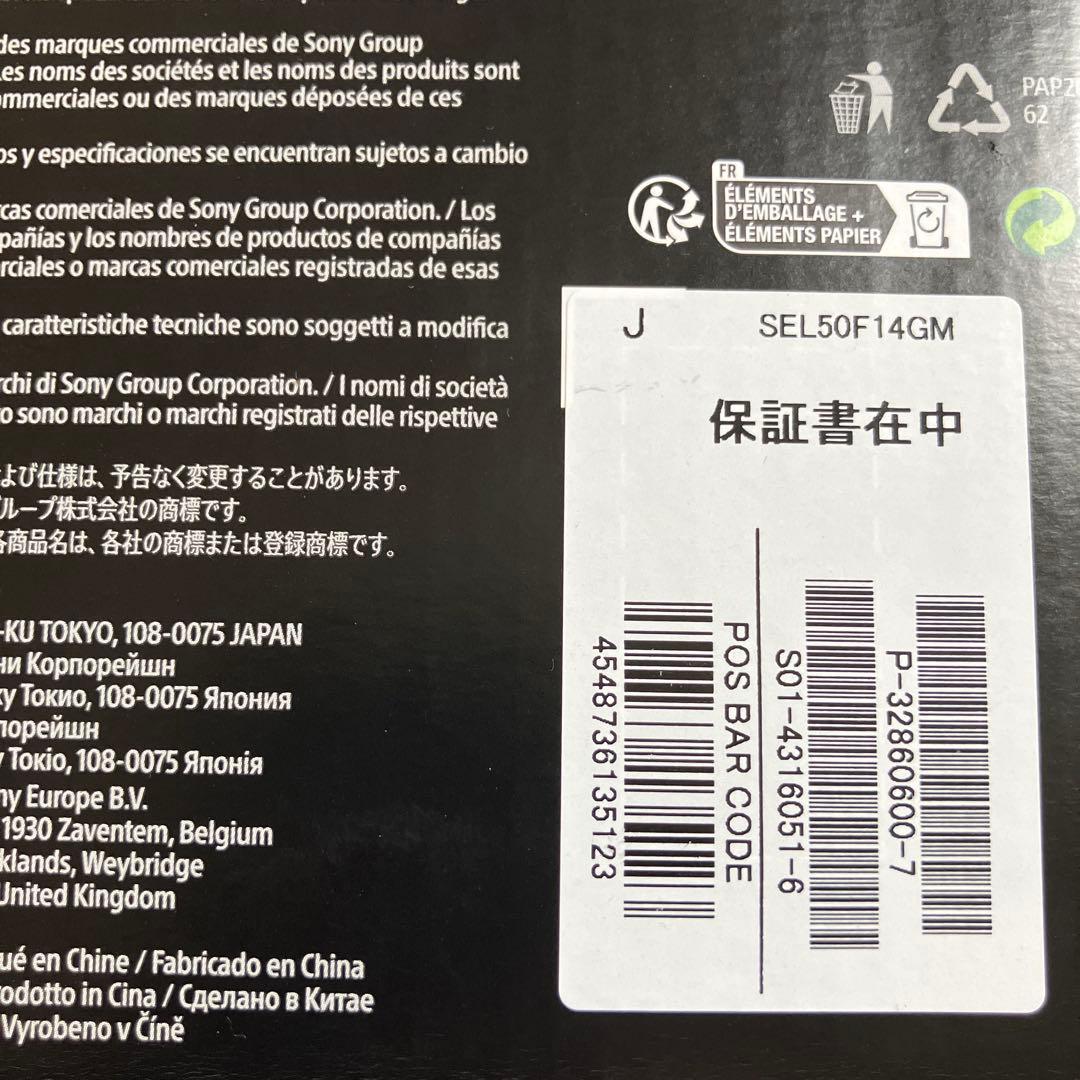 des marques commerciales de Sony Group
Les noms des sociétés et les noms des produits sont
ommerciales ou des marques déposées de ces
os y especificaciones se encuentran sujetos a cambio
rcas comerciales de Sony Group Corporation. / Los
pañías y los nombres de productos de compañías
erciales o marcas comerciales registradas de esas
caratteristiche tecniche sono soggetti a modifica
rchi di Sony Group Corporation. / I nomi di società
to sono marchi o marchi registrati delle rispettive
および仕様は、予告なく変更することがあります。
グループ株式会社の商標です。
各商品名は、各社の商標または登録商標です。
-KU TOKYO, 108-0075 JAPAN
ни Корпорейшн
ку Токио, 108-0075 Япония
порейшн
у Токіо, 108-0075 Японія
ny Europe B.V.
1930 Zaventem, Belgium
klands, Weybridge
United Kingdom
ué en Chine / Fabricado en China
rodotto in Cina / Сделано в Китае
Vyrobeno v Číně
PAP2
62
FR
ÉLÉMENTS
D'EMBALLAGE +
ÉLÉMENTS PAPIER
J SEL50F14GM
保証書在中
4548736135123
POS BAR CODE
S01-4316051-6
P-32860600-7